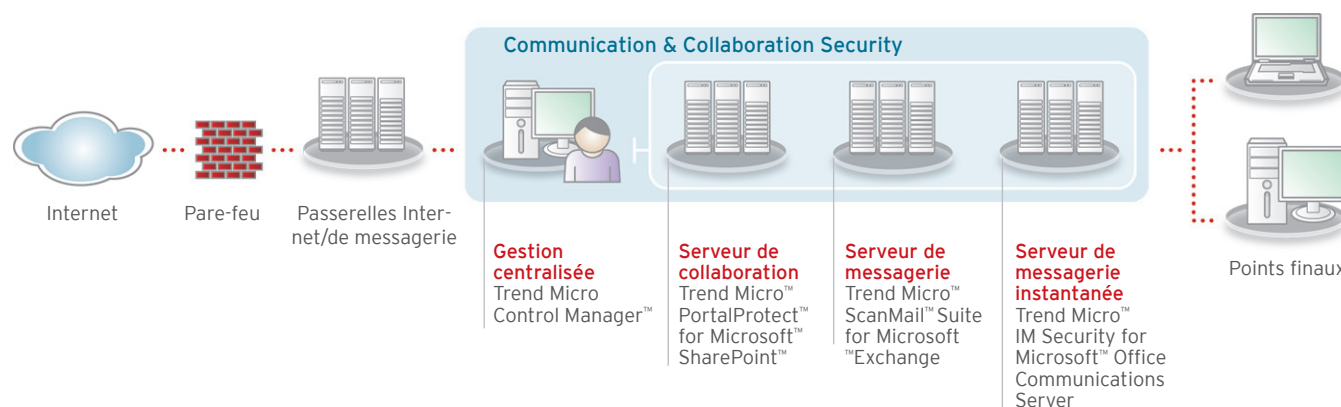 Communication & Collaboration Security
Internet
Pare-feu
Passerelles Inter-
net/de messagerie
Gestion
centralisée
Trend Micro
Control Manager™
Serveur de
collaboration
Trend Micro™
PortalProtect™
for Microsoft™
SharePoint™
Serveur de
messagerie
Trend Micro™
ScanMail™ Suite
for Microsoft
™Exchange
Serveur de
messagerie
instantanée
Trend Micro™
IM Security for
Microsoft™ Office
Communications
Server
Points finaux